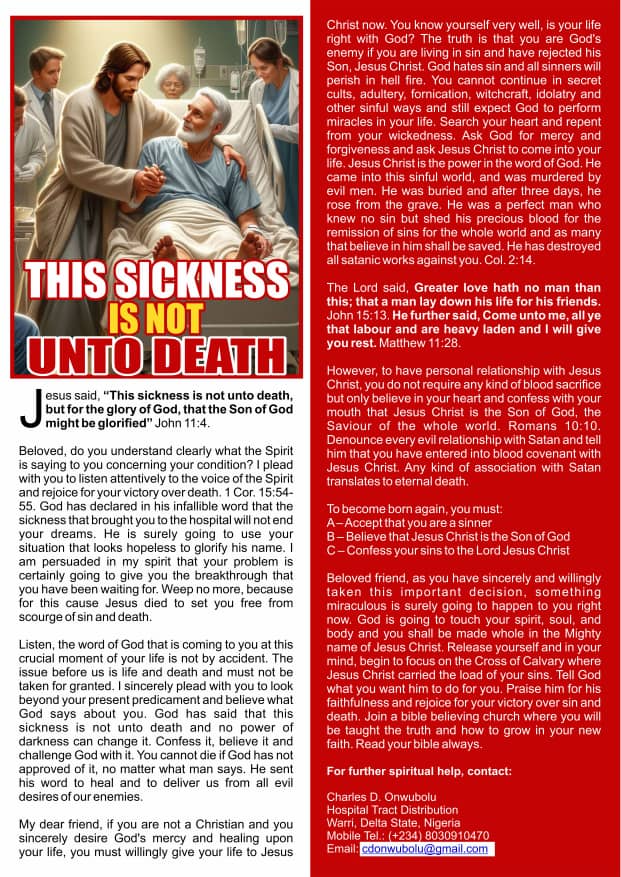 THIS SICKNESS
IS NOT
UNTO DEATH
Jesus said, “This sickness is not unto death,
but for the glory of God, that the Son of God
might be glorified” John 11:4.
Beloved, do you understand clearly what the Spirit
is saying to you concerning your condition? I plead
with you to listen attentively to the voice of the Spirit
and rejoice for your victory over death. 1 Cor. 15:54-
55. God has declared in his infallible word that the
sickness that brought you to the hospital will not end
your dreams. He is surely going to use your
situation that looks hopeless to glorify his name. I
am persuaded in my spirit that your problem is
certainly going to give you the breakthrough that
you have been waiting for. Weep no more, because
for this cause Jesus died to set you free from
scourge of sin and death.
Listen, the word of God that is coming to you at this
crucial moment of your life is not by accident. The
issue before us is life and death and must not be
taken for granted. I sincerely plead with you to look
beyond your present predicament and believe what
God says about you. God has said that this
sickness is not unto death and no power of
darkness can change it. Confess it, believe it and
challenge God with it. You cannot die if God has not
approved of it, no matter what man says. He sent
his word to heal and to deliver us from all evil
desires of our enemies.
My dear friend, if you are not a Christian and you
sincerely desire God's mercy and healing upon
your life, you must willingly give your life to Jesus
Christ now. You know yourself very well, is your life
right with God? The truth is that you are God's
enemy if you are living in sin and have rejected his
Son, Jesus Christ. God hates sin and all sinners will
perish in hell fire. You cannot continue in secret
cults, adultery, fornication, witchcraft, idolatry and
other sinful ways and still expect God to perform
miracles in your life. Search your heart and repent
from your wickedness. Ask God for mercy and
forgiveness and ask Jesus Christ to come into your
life. Jesus Christ is the power in the word of God. He
came into this sinful world, and was murdered by
evil men. He was buried and after three days, he
rose from the grave. He was a perfect man who
knew no sin but shed his precious blood for the
remission of sins for the whole world and as many
that believe in him shall be saved. He has destroyed
all satanic works against you. Col. 2:14.
The Lord said, Greater love hath no man than
this; that a man lay down his life for his friends.
John 15:13. He further said, Come unto me, all ye
that labour and are heavy laden and I will give
you rest. Matthew 11:28.
However, to have personal relationship with Jesus
Christ, you do not require any kind of blood sacrifice
but only believe in your heart and confess with your
mouth that Jesus Christ is the Son of God, the
Saviour of the whole world. Romans 10:10.
Denounce every evil relationship with Satan and tell
him that you have entered into blood covenant with
Jesus Christ. Any kind of association with Satan
translates to eternal death.
To become born again, you must:
A – Accept that you are a sinner
B – Believe that Jesus Christ is the Son of God
C – Confess your sins to the Lord Jesus Christ
Beloved friend, as you have sincerely and willingly
taken this important decision, something
miraculous is surely going to happen to you right
now. God is going to touch your spirit, soul, and
body and you shall be made whole in the Mighty
name of Jesus Christ. Release yourself and in your
mind, begin to focus on the Cross of Calvary where
Jesus Christ carried the load of your sins. Tell God
what you want him to do for you. Praise him for his
faithfulness and rejoice for your victory over sin and
death. Join a bible believing church where you will
be taught the truth and how to grow in your new
faith. Read your bible always.
For further spiritual help, contact:
Charles D. Onwubolu
Hospital Tract Distribution
Warri, Delta State, Nigeria
Mobile Tel.: (+234) 8030910470
Email: cdonwubolu@gmail.com